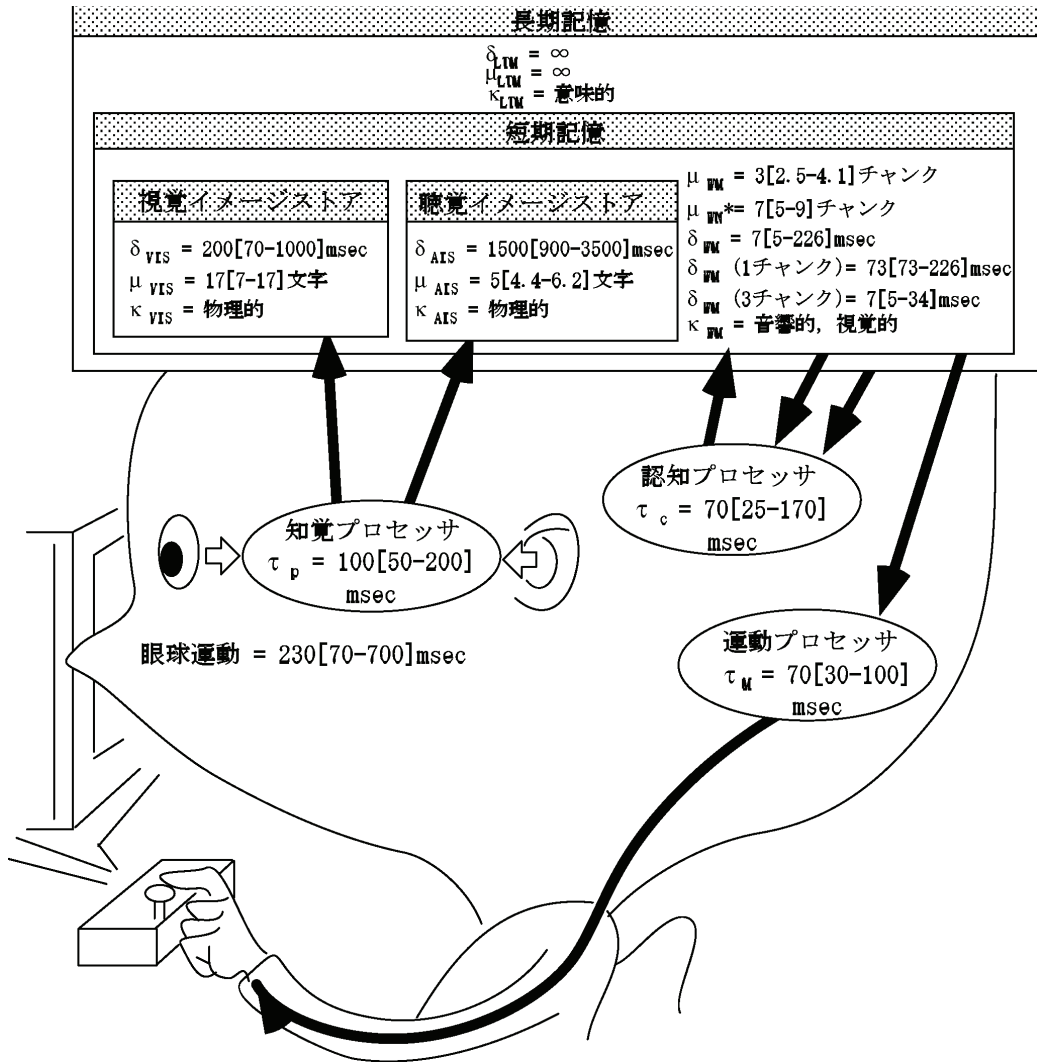 長期記憶
δLTM = ∞
μLTM = ∞
κLTM = 意味的
短期記憶
視覚イメージストア
δVIS = 200[70-1000]msec
μVIS = 17[7-17]文字
κVIS = 物理的
聴覚イメージストア
δAIS = 1500[900-3500]msec
μAIS = 5[4.4-6.2]文字
κAIS = 物理的
μWM = 3[2.5-4.1]チャンク
μWN*= 7[5-9]チャンク
δWM = 7[5-226]msec
δWM (1チャンク)= 73[73-226]msec
δWM (3チャンク)= 7[5-34]msec
κWM = 音響的, 視覚的
認知プロセッサ
τc = 70[25-170]
msec
知覚プロセッサ
τp = 100[50-200]
msec
眼球運動 = 230[70-700]msec
運動プロセッサ
τM = 70[30-100]
msec